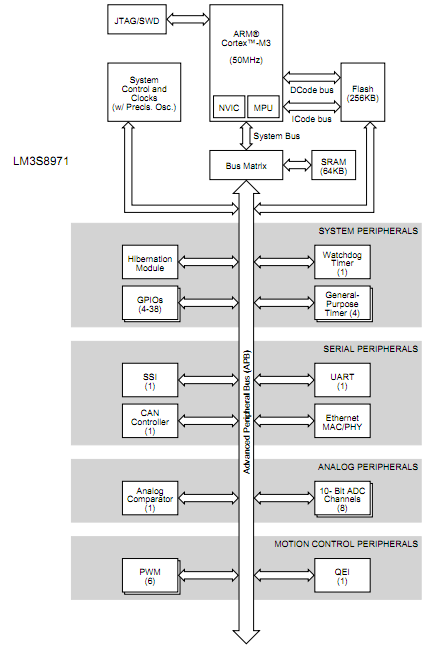 JTAG/SWD
ARM®
Cortex™-M3
(50MHz)
NVIC
MPU
System
Control and
Clocks
(w/ Precis. Osc.)
DCode bus
ICode bus
Flash
(256KB)
System Bus
LM3S8971
Bus Matrix
SRAM
(64KB)
SYSTEM PERIPHERALS
Hibernation
Module
Watchdog
Timer
(1)
GPIOs
(4-38)
General-
Purpose
Timer (4)
Advanced Peripheral Bus (APB)
SERIAL PERIPHERALS
SSI
(1)
UART
(1)
CAN
Controller
(1)
Ethernet
MAC/PHY
ANALOG PERIPHERALS
Analog
Comparator
(1)
10- Bit ADC
Channels
(8)
MOTION CONTROL PERIPHERALS
PWM
(6)
QEI
(1)